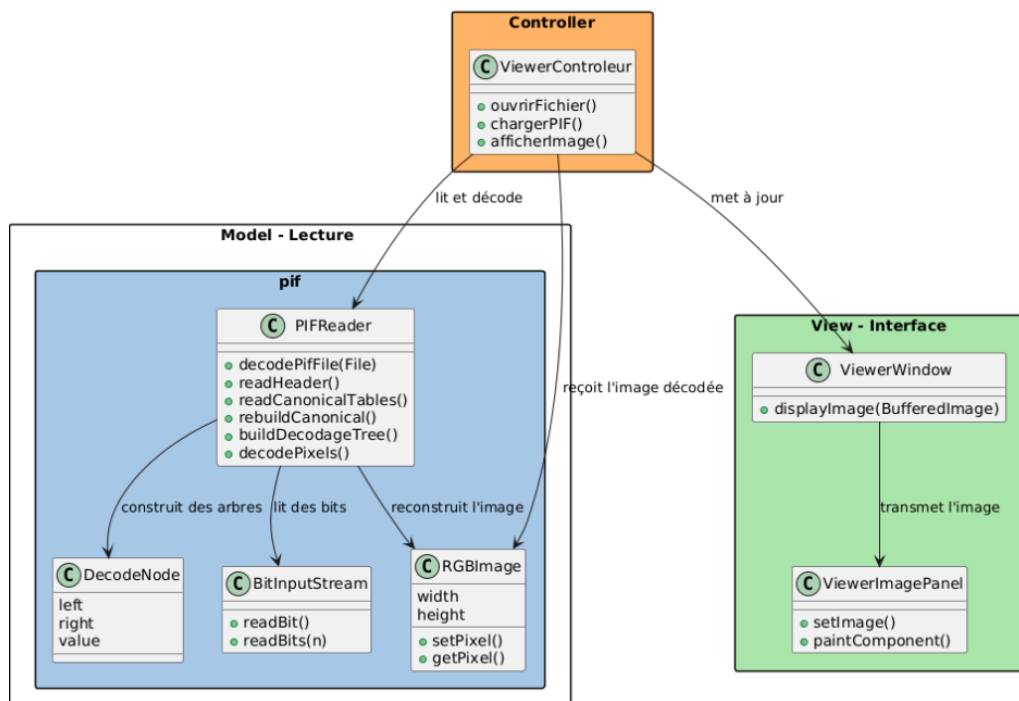 Controller
C ViewerControleur
ouvrirFichier()
chargerPIF()
afficherImage()
lit et décode
met à jour
Model - Lecture
pif
C PIFReader
decodePifFile(File)
readHeader()
readCanonicalTables()
rebuildCanonical()
buildDecodageTree()
decodePixels()
reçoit l'image décodée
View - Interface
C ViewerWindow
displayImage(BufferedImage)
construit des arbres
lit des bits
reconstruit l'image
transmet l'image
C DecodeNode
left
right
value
C BitInputStream
readBit()
readBits(n)
C RGBImage
width
height
setPixel()
getPixel()
C ViewerImagePanel
setImage()
paintComponent()